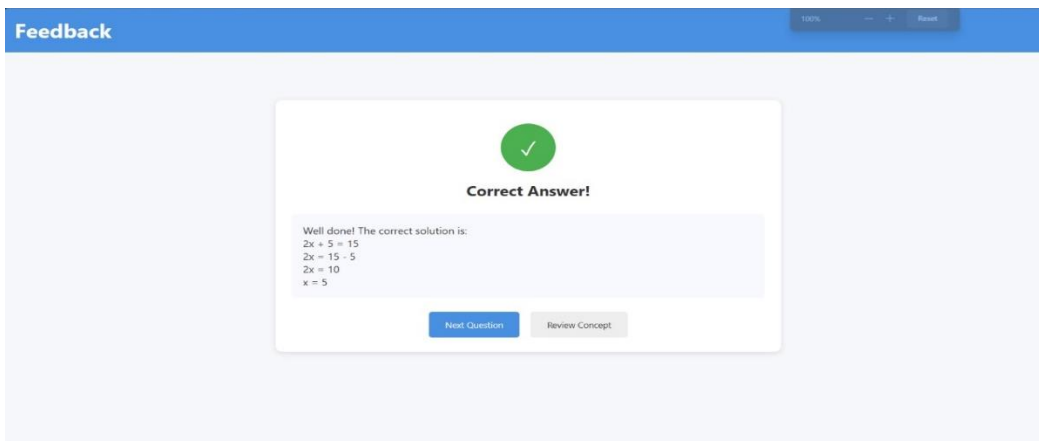 Feedback
100% — + Reset
✓
Correct Answer!
Well done! The correct solution is:
2x + 5 = 15
2x = 15 - 5
2x = 10
x = 5
Next Question Review Concept